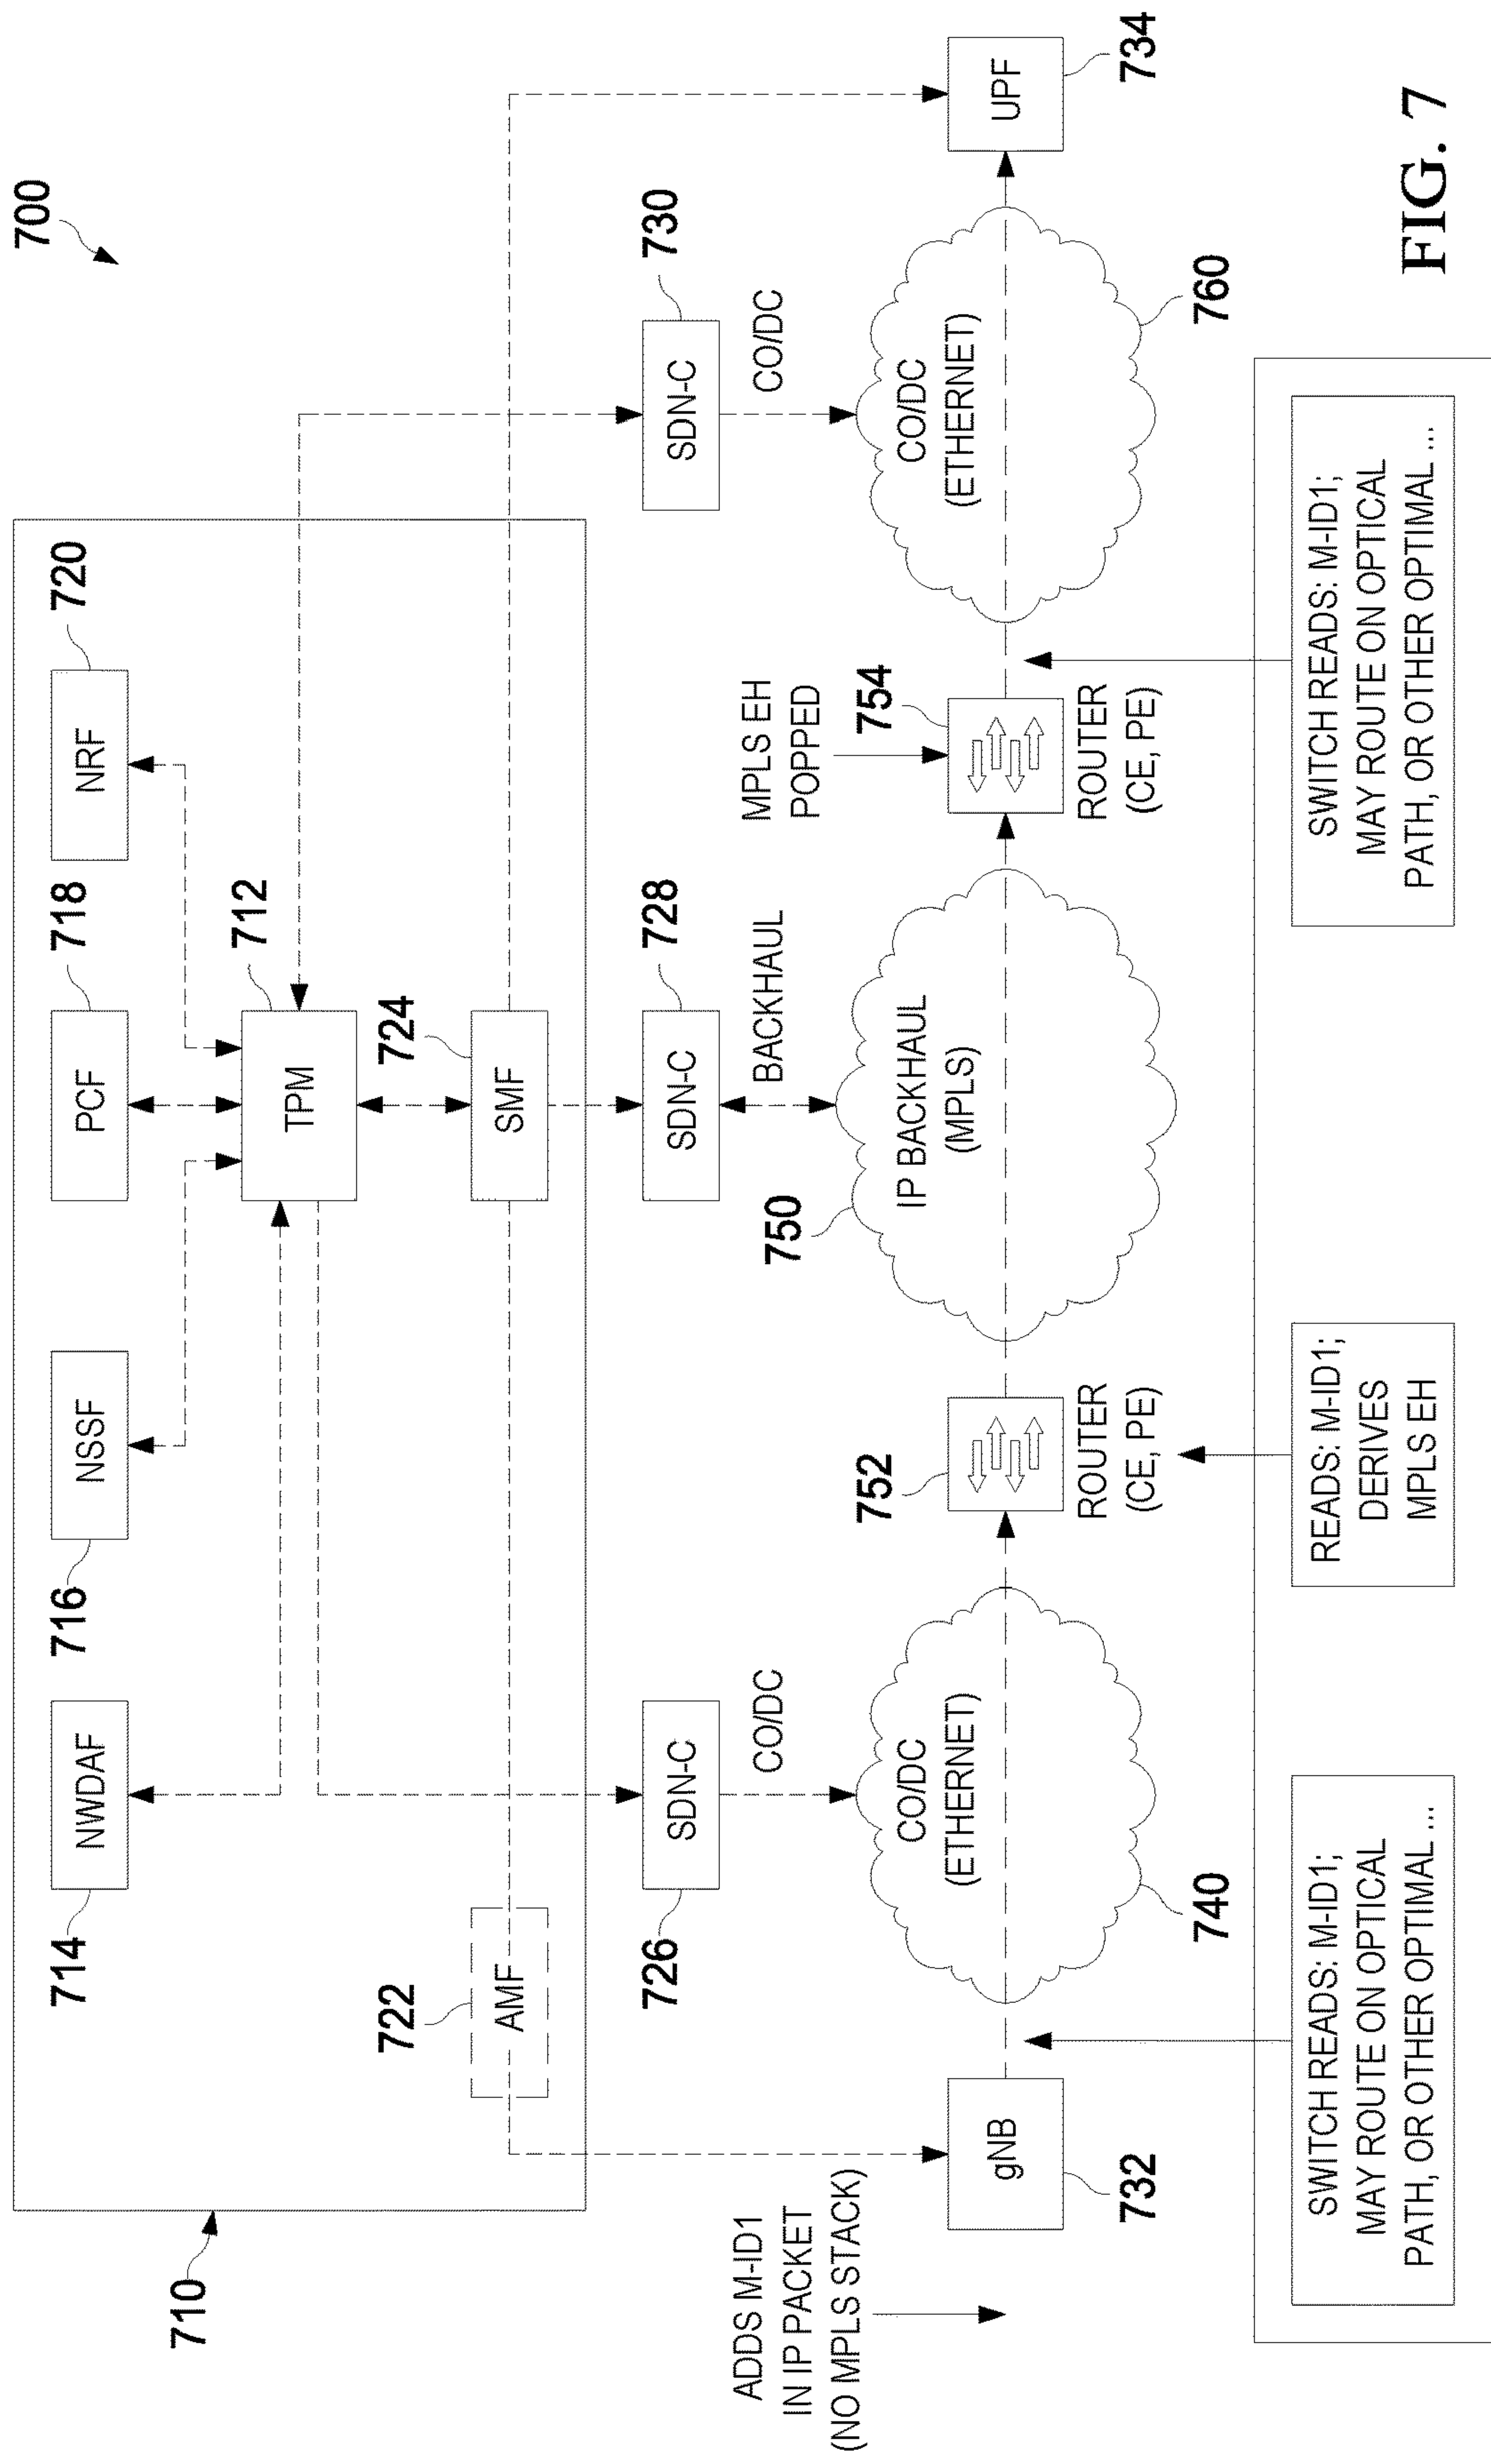 700
710
NWDAF
714
NSSF
716
PCF
718
NRF
720
TPM
712
AMF
722
SMF
724
SDN-C
726
CO/DC
SDN-C
728
BACKHAUL
SDN-C
730
CO/DC
ADDS M-ID1
IN IP PACKET
(NO MPLS STACK)
gNB
732
CO/DC
(ETHERNET)
740
752
ROUTER
(CE, PE)
750
IP BACKHAUL
(MPLS)
MPLS EH
POPPED
754
ROUTER
(CE, PE)
CO/DC
(ETHERNET)
760
UPF
734
SWITCH READS: M-ID1;
MAY ROUTE ON OPTICAL
PATH, OR OTHER OPTIMAL ...
READS: M-ID1;
DERIVES
MPLS EH
SWITCH READS: M-ID1;
MAY ROUTE ON OPTICAL
PATH, OR OTHER OPTIMAL ...
FIG. 7